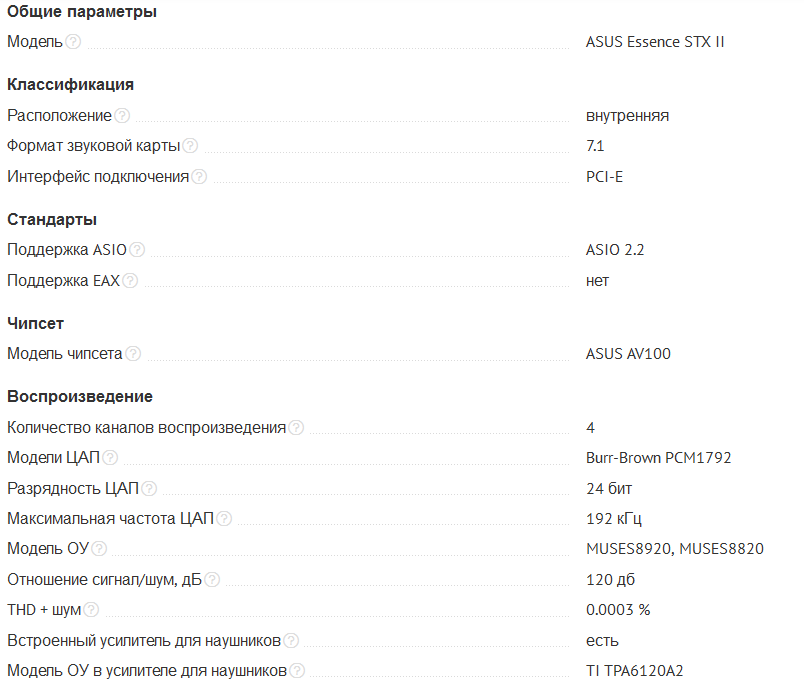 Общие параметры
Модель ? ASUS Essence STX II
Классификация
Расположение ? внутренняя
Формат звуковой карты ? 7.1
Интерфейс подключения ? PCI-E
Стандарты
Поддержка ASIO ? ASIO 2.2
Поддержка EAX ? нет
Чипсет
Модель чипсета ? ASUS AV100
Воспроизведение
Количество каналов воспроизведения ? 4
Модели ЦАП ? Burr-Brown PCM1792
Разрядность ЦАП ? 24 бит
Максимальная частота ЦАП ? 192 кГц
Модель ОУ ? MUSES8920, MUSES8820
Отношение сигнал/шум, дБ ? 120 дб
THD + шум ? 0.0003 %
Встроенный усилитель для наушников ? есть
Модель ОУ в усилителе для наушников ? TI TPA6120A2